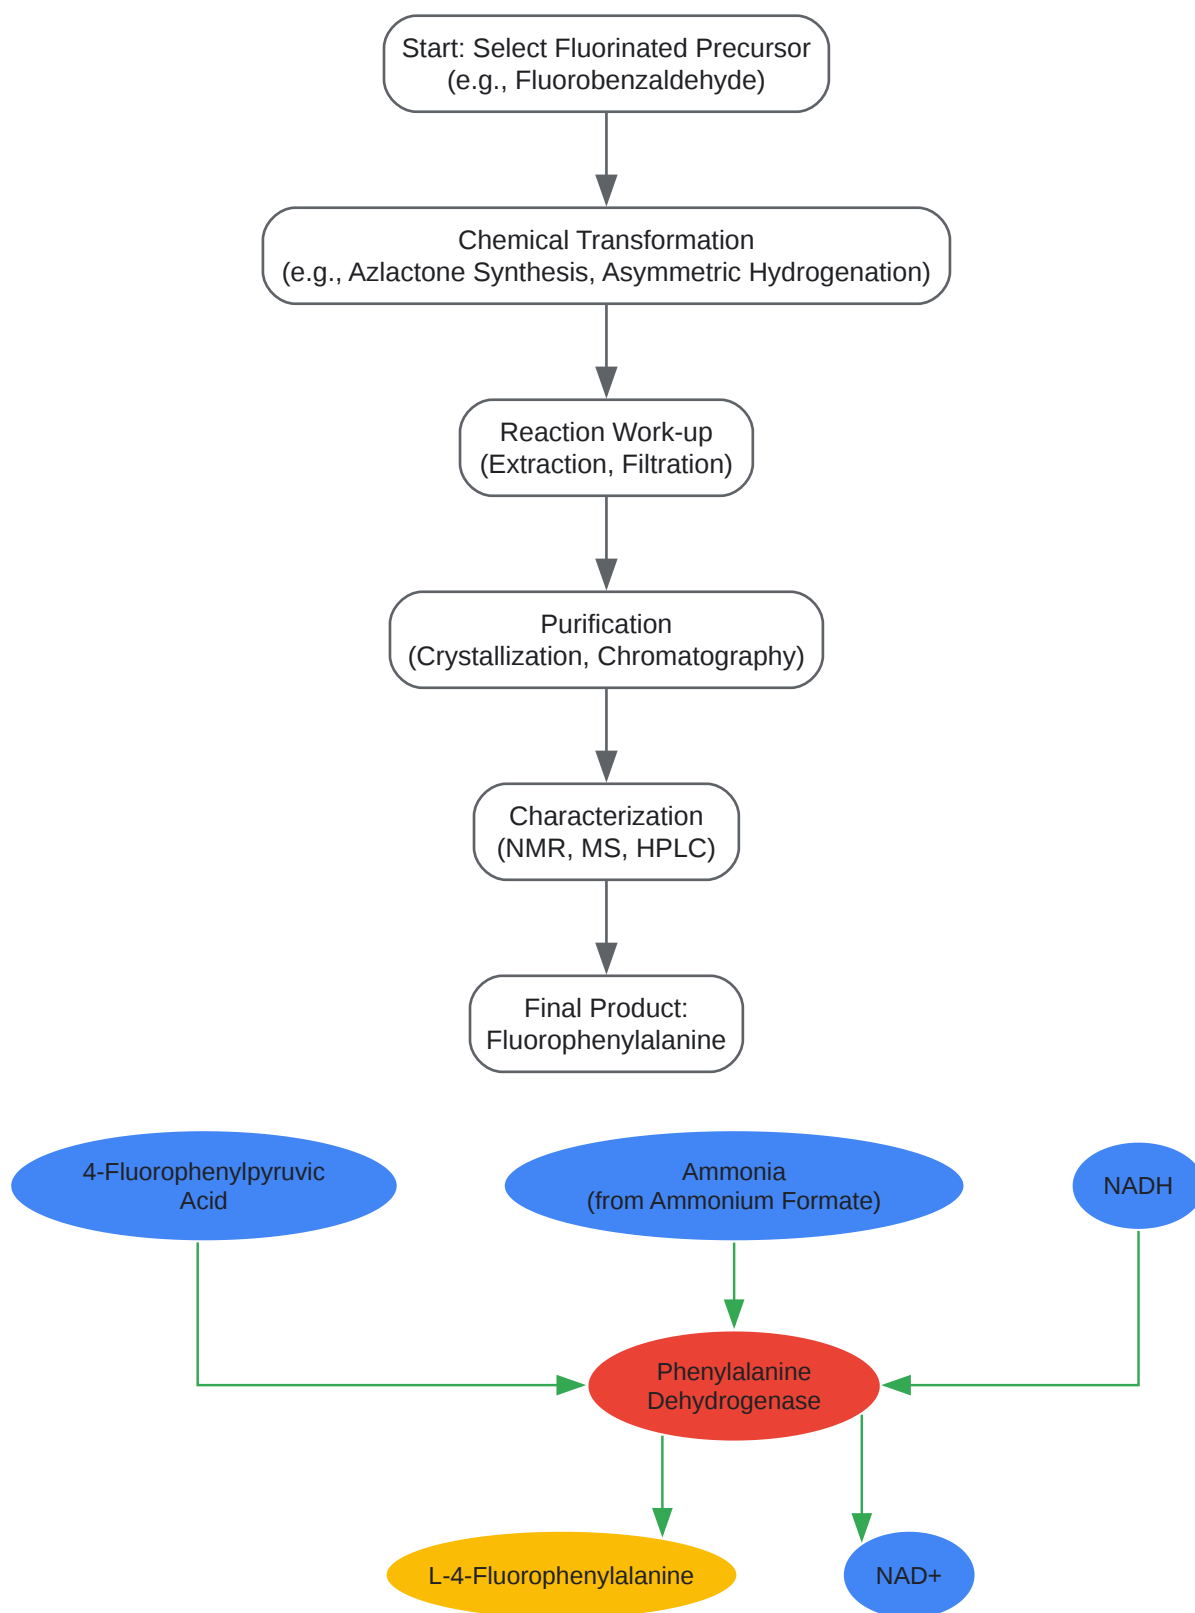 Start: Select Fluorinated Precursor
(e.g., Fluorobenzaldehyde)
Chemical Transformation
(e.g., Azlactone Synthesis, Asymmetric Hydrogenation)
Reaction Work-up
(Extraction, Filtration)
Purification
(Crystallization, Chromatography)
Characterization
(NMR, MS, HPLC)
Final Product:
Fluorophenylalanine
4-Fluorophenylpyruvic
Acid
Ammonia
(from Ammonium Formate)
NADH
Phenylalanine
Dehydrogenase
L-4-Fluorophenylalanine
NAD+